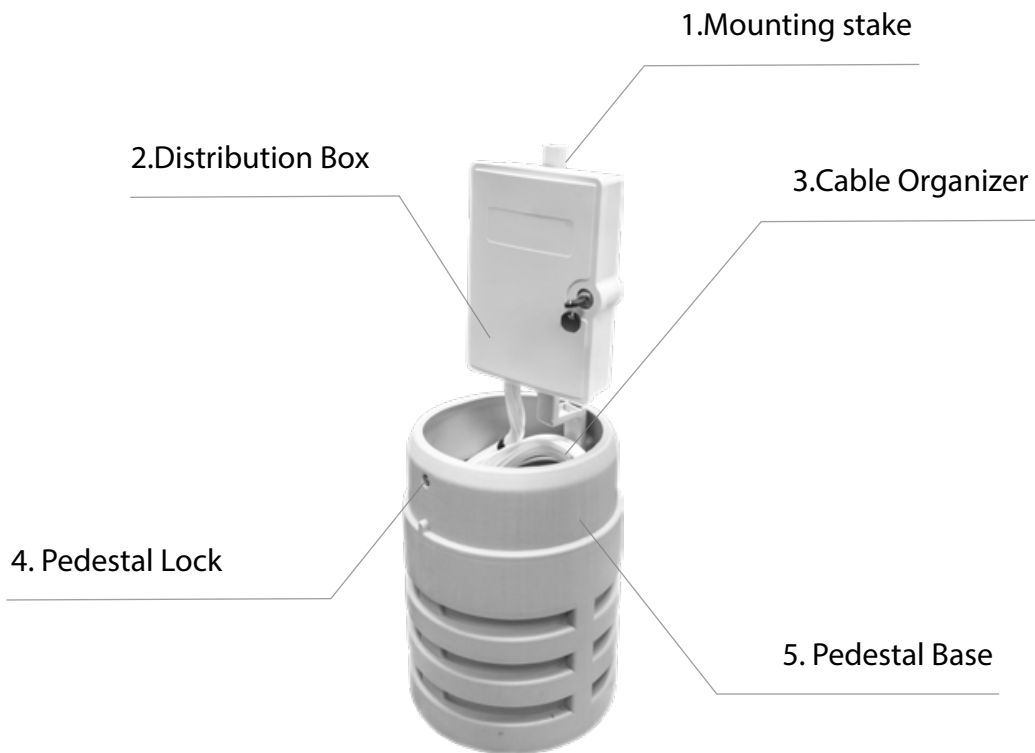 1.Mounting stake
2.Distribution Box
3.Cable Organizer
4. Pedestal Lock
5. Pedestal Base